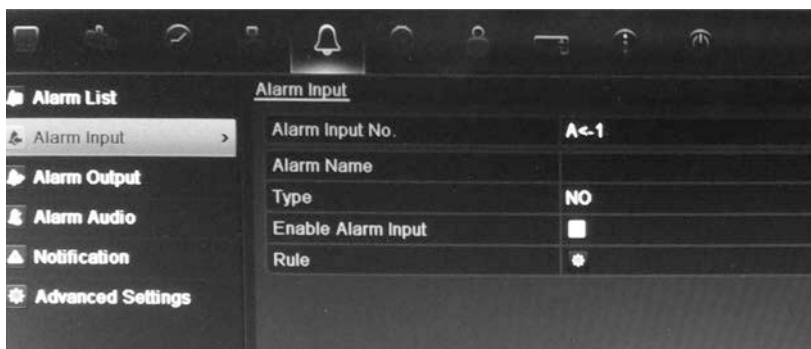 Alarm List
Alarm Input
Alarm Output
Alarm Audio
Notification
Advanced Settings
Alarm Input
Alarm Input No. A<-1
Alarm Name
Type NO
Enable Alarm Input
Rule